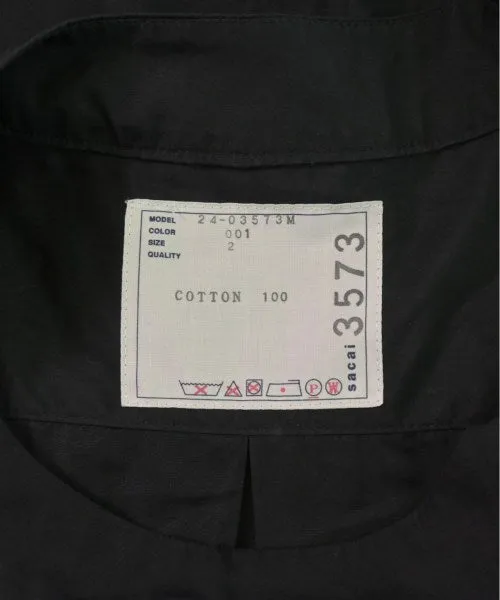 MODEL 24-03573M
COLOR 001
SIZE 2
QUALITY
COTTON 100
P W
sacai 3573